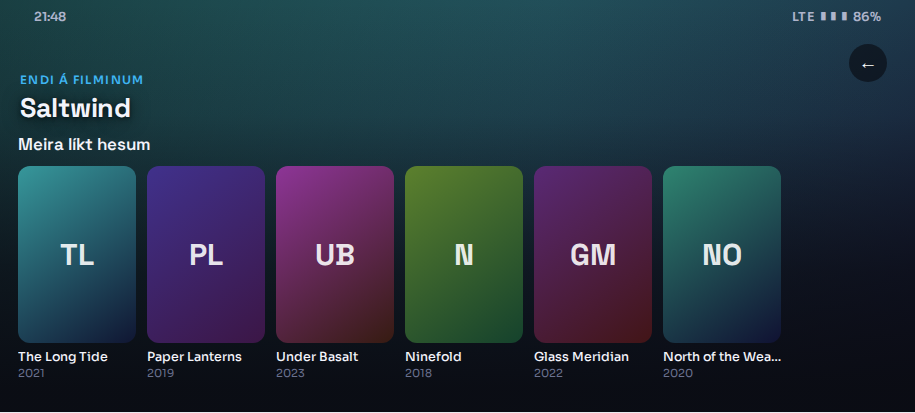 21:48 LTE 86%
←
ENDI Á FILMINUM
Saltwind
Meira líkt hesum
TL PL UB N GM NO
The Long Tide Paper Lanterns Under Basalt Ninefold Glass Meridian North of the Wea...
2021 2019 2023 2018 2022 2020